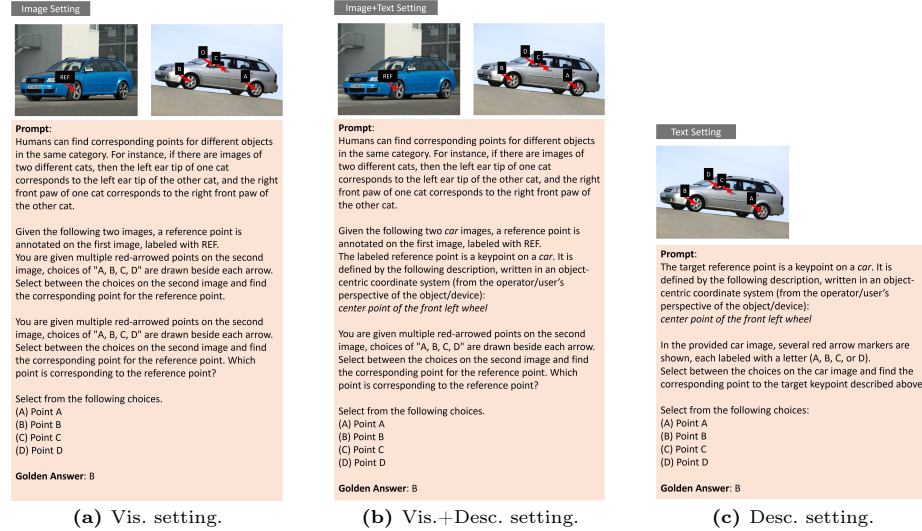 Image Setting
REF
D
C
B
A
Prompt:
Humans can find corresponding points for different objects
in the same category. For instance, if there are images of
two different cats, then the left ear tip of one cat
corresponds to the left ear tip of the other cat, and the right
front paw of one cat corresponds to the right front paw of
the other cat.
Given the following two images, a reference point is
annotated on the first image, labeled with REF.
You are given multiple red-arrowed points on the second
image, choices of "A, B, C, D" are drawn beside each arrow.
Select between the choices on the second image and find
the corresponding point for the reference point.
You are given multiple red-arrowed points on the second
image, choices of "A, B, C, D" are drawn beside each arrow.
Select between the choices on the second image and find
the corresponding point for the reference point. Which
point is corresponding to the reference point?
Select from the following choices.
(A) Point A
(B) Point B
(C) Point C
(D) Point D
Golden Answer: B
(a) Vis. setting.
Image+Text Setting
REF
D
C
B
A
Prompt:
Humans can find corresponding points for different objects
in the same category. For instance, if there are images of
two different cats, then the left ear tip of one cat
corresponds to the left ear tip of the other cat, and the right
front paw of one cat corresponds to the right front paw of
the other cat.
Given the following two car images, a reference point is
annotated on the first image, labeled with REF.
The labeled reference point is a keypoint on a car. It is
defined by the following description, written in an object-
centric coordinate system (from the operator/user's
perspective of the object/device):
center point of the front left wheel
You are given multiple red-arrowed points on the second
image, choices of "A, B, C, D" are drawn beside each arrow.
Select between the choices on the second image and find
the corresponding point for the reference point. Which
point is corresponding to the reference point?
Select from the following choices.
(A) Point A
(B) Point B
(C) Point C
(D) Point D
Golden Answer: B
(b) Vis.+Desc. setting.
Text Setting
D
C
B
A
Prompt:
The target reference point is a keypoint on a car. It is
defined by the following description, written in an object-
centric coordinate system (from the operator/user's
perspective of the object/device):
center point of the front left wheel
In the provided car image, several red arrow markers are
shown, each labeled with a letter (A, B, C, or D).
Select between the choices on the car image and find the
corresponding point to the target keypoint described above
Select from the following choices:
(A) Point A
(B) Point B
(C) Point C
(D) Point D
Golden Answer: B
(c) Desc. setting.